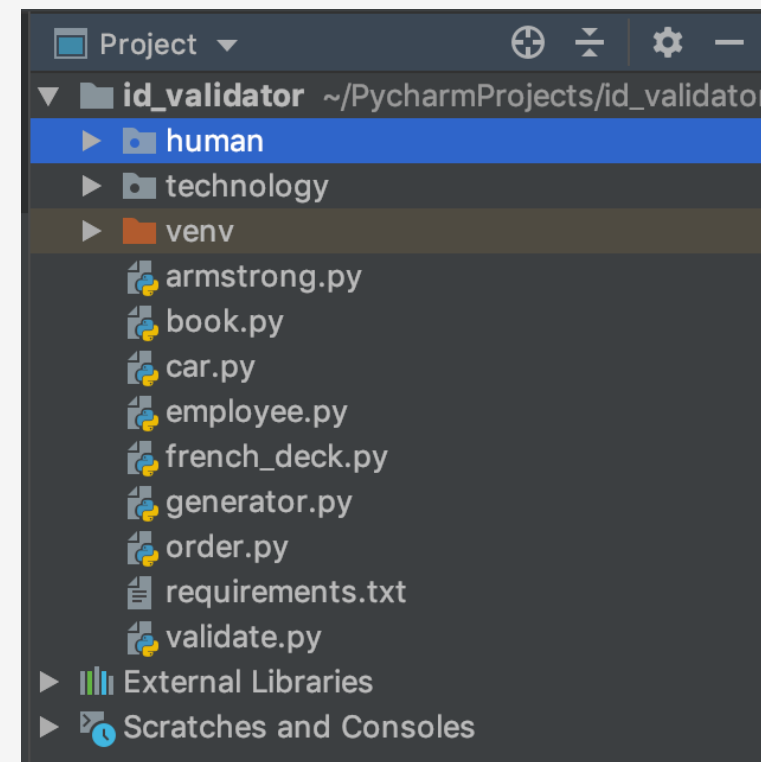 Project
id_validator ~/PycharmProjects/id_validator
human
technology
venv
armstrong.py
book.py
car.py
employee.py
french_deck.py
generator.py
order.py
requirements.txt
validate.py
External Libraries
Scratches and Consoles